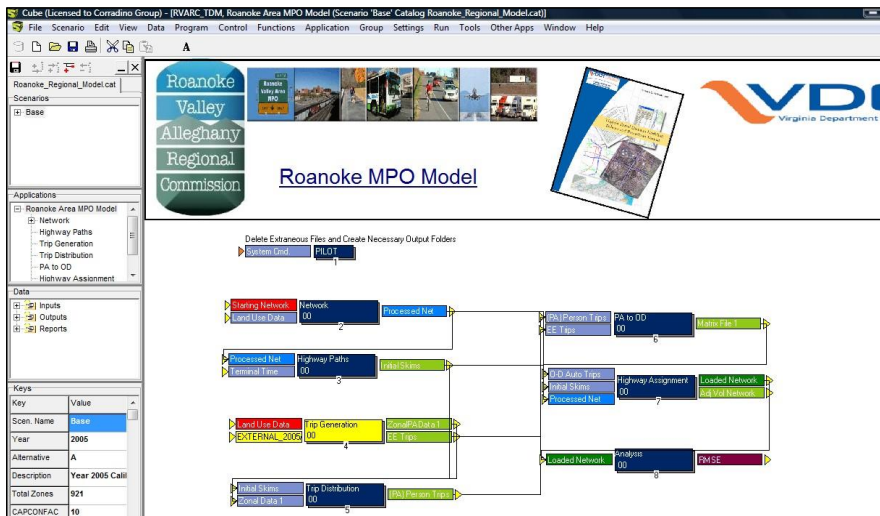 Cube (Licensed to Corradino Group) - [RVARC_TDM, Roanoke Area MPO Model (Scenario 'Base' Catalog Roanoke_Regional_Model.cat)]
File Scenario Edit View Data Program Control Functions Application Group Settings Run Tools Other Apps Window Help
A
Roanoke_Regional_Model.cat
Scenarios
Base
Applications
Roanoke Area MPO Model
Network
Highway Paths
Trip Generation
Trip Distribution
PA to OD
Highway Assignment
Data
Inputs
Outputs
Reports
Keys
Key Value
Scen. Name Base
Year 2005
Alternative A
Description Year 2005 Cali
Total Zones 921
CAPCONFAC 10
Roanoke
Valley
Alleghany
Regional
Commission
Roanoke
Valley Area
MPO
Roanoke MPO Model
VDO
Virginia Department
Delete Extraneous Files and Create Necessary Output Folders
System Cmd PILOT
1
Starting Network Network Processed Net
Land Use Data 00
2
Processed Net Highway Paths Initial Skims
Terminal Time 00
3
Land Use Data Trip Generation ZonalPAData1
EXTERNAL_2005 00 EE Trips
4
Initial Skims Trip Distribution (PA) Person Trips
Zonal Data 1 00
5
(PA) Person Trips PA to OD Matrix File 1
EE Trips 00
6
O-D Auto Trips Highway Assignment Loaded Network
Initial Skims 00 Adj Vol Network
Processed Net
7
Loaded Network Analysis RMSE
00
8